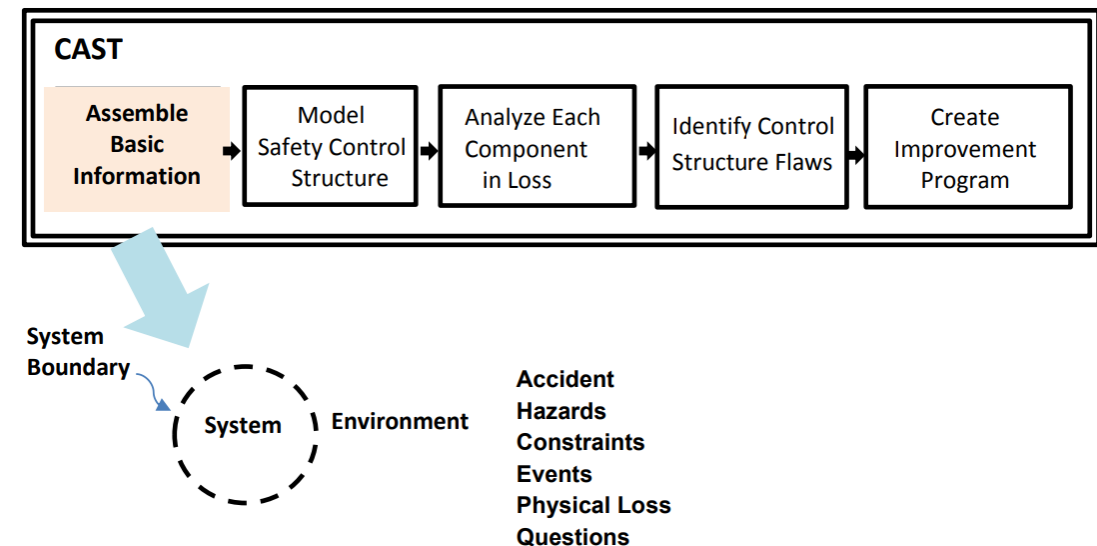 CAST
Assemble
Basic
Information
Model
Safety Control
Structure
Analyze Each
Component
in Loss
Identify Control
Structure Flaws
Create
Improvement
Program
System
Boundary
System
Environment
Accident
Hazards
Constraints
Events
Physical Loss
Questions